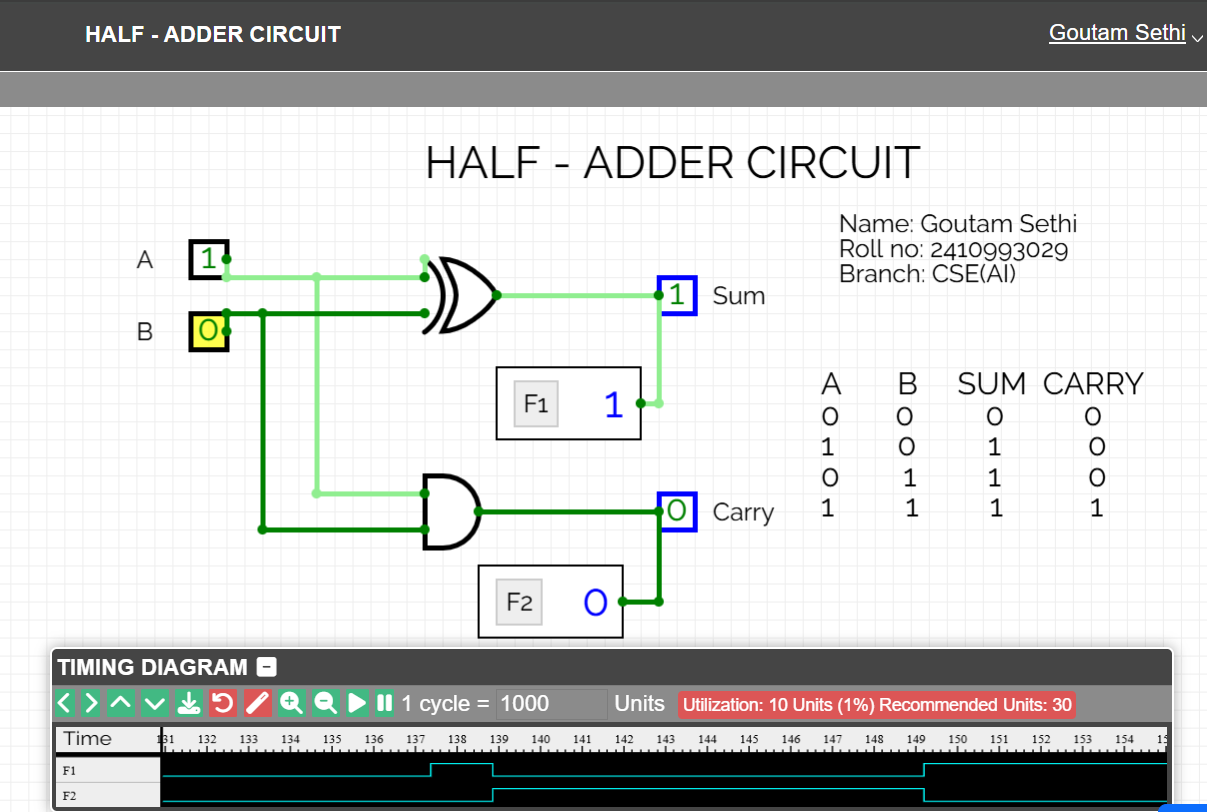 HALF - ADDER CIRCUIT
Goutam Sethi
HALF - ADDER CIRCUIT
Name: Goutam Sethi
Roll no: 2410993029
Branch: CSE(AI)
A 1
1 Sum
B 0
F1 1
A B SUM CARRY
0 0 0 0
1 0 1 0
0 1 1 0
1 1 1 1
0 Carry
F2 0
TIMING DIAGRAM
1 cycle = 1000 Units Utilization: 10 Units (1%) Recommended Units: 30
Time 131 132 133 134 135 136 137 138 139 140 141 142 143 144 145 146 147 148 149 150 151 152 153 154
F1
F2